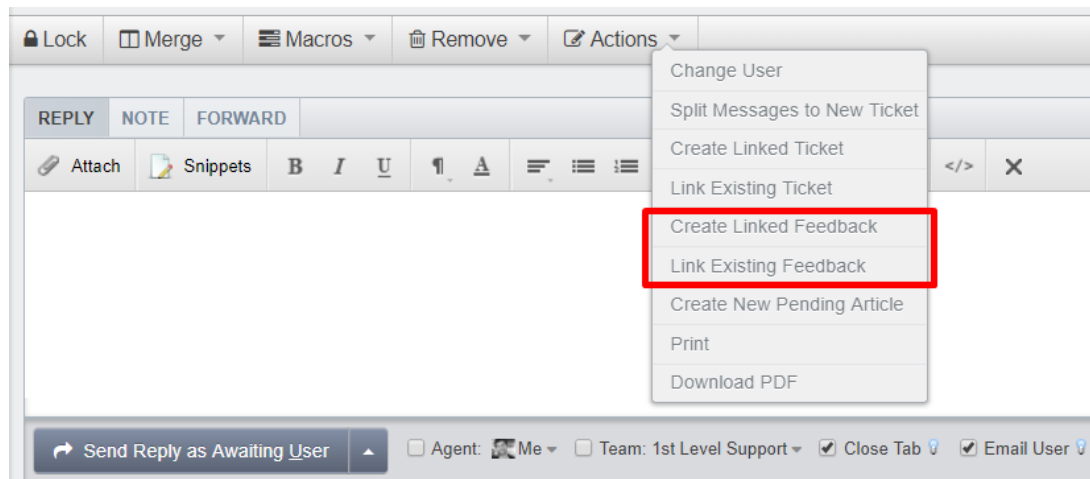 Lock Merge Macros Remove Actions
Change User
Split Messages to New Ticket
Create Linked Ticket
Link Existing Ticket
Create Linked Feedback
Link Existing Feedback
Create New Pending Article
Print
Download PDF
REPLY NOTE FORWARD
Attach Snippets B I U ¶ A </> X
Send Reply as Awaiting User Agent: Me Team: 1st Level Support Close Tab Email User